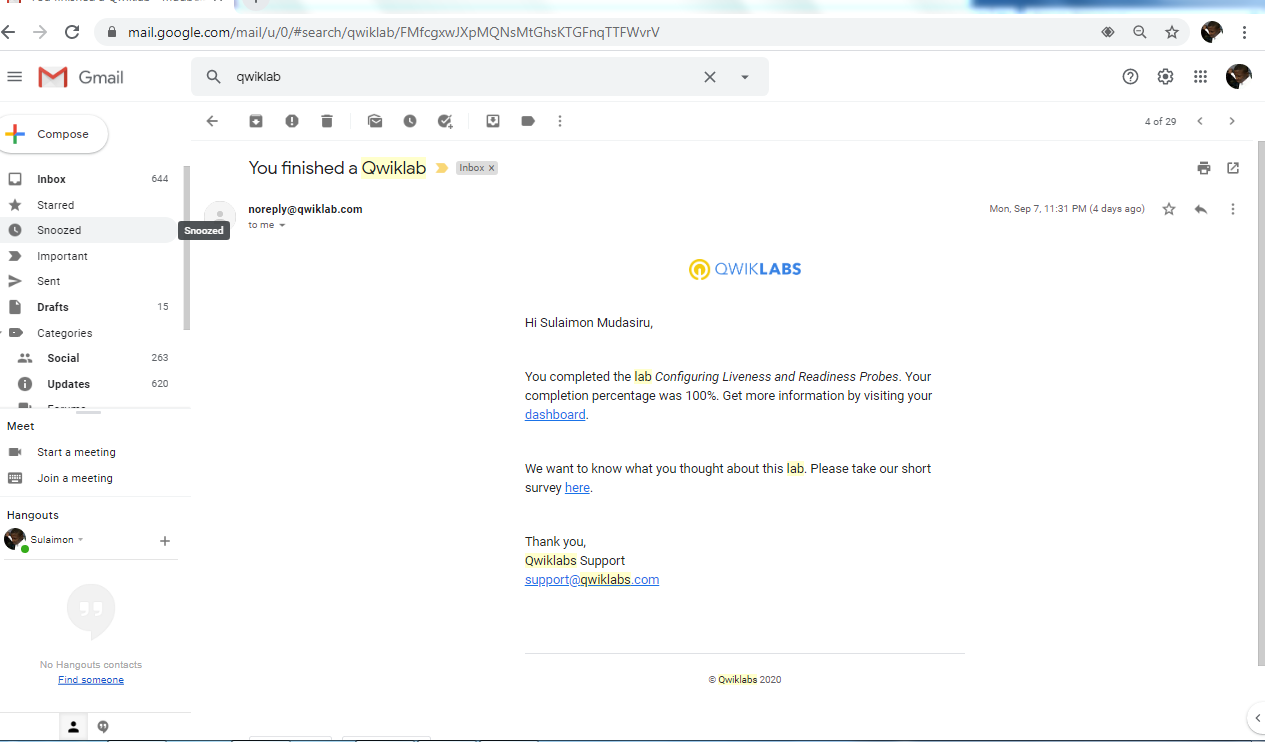 mail.google.com/mail/u/0/#search/qwiklab/FMfcgxwJXpMQNsMtGhsKTGFnqTTFWvrV
Gmail
qwiklab
Compose
4 of 29
You finished a Qwiklab
Inbox x
Inbox 644
Starred
Snoozed
Snoozed
Important
Sent
Drafts 15
Categories
Social 263
Updates 620
Forums
noreply@qwiklab.com
to me
Mon, Sep 7, 11:31 PM (4 days ago)
QWIKLABS
Hi Sulaimon Mudasiru,
You completed the lab Configuring Liveness and Readiness Probes. Your
completion percentage was 100%. Get more information by visiting your
dashboard.
We want to know what you thought about this lab. Please take our short
survey here.
Thank you,
Qwiklabs Support
support@qwiklabs.com
© Qwiklabs 2020
Meet
Start a meeting
Join a meeting
Hangouts
Sulaimon
No Hangouts contacts
Find someone